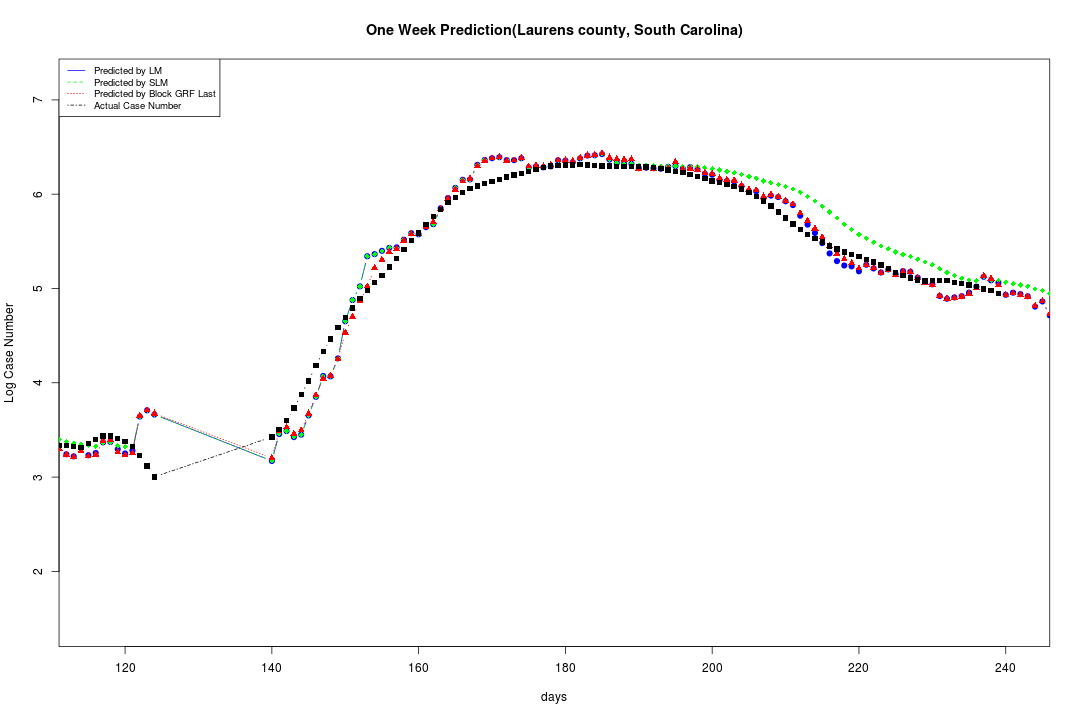 One Week Prediction(Laurens county, South Carolina)
Predicted by LM
Predicted by SLM
Predicted by Block GRF Last
Actual Case Number
7
6
5
4
3
2
Log Case Number
120 140 160 180 200 220 240
days